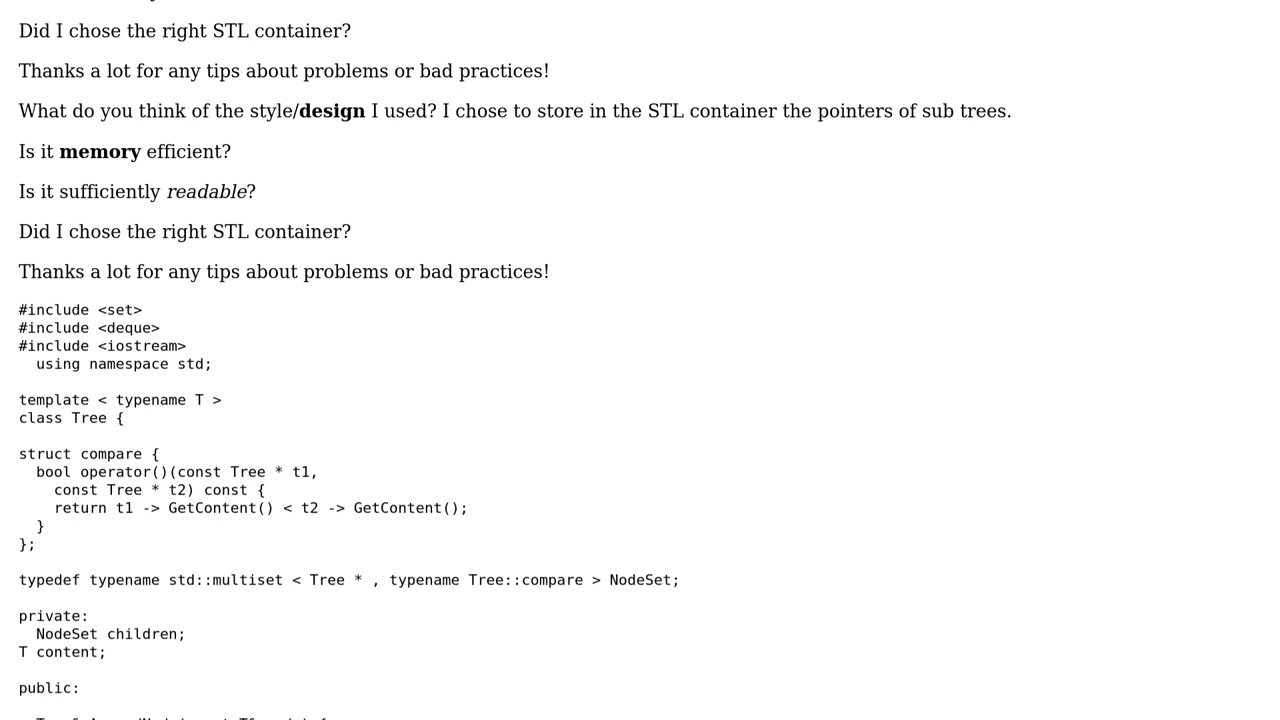 Did I chose the right STL container?
Thanks a lot for any tips about problems or bad practices!
What do you think of the style/design I used? I chose to store in the STL container the pointers of sub trees.
Is it memory efficient?
Is it sufficiently readable?
Did I chose the right STL container?
Thanks a lot for any tips about problems or bad practices!
#include <set>
#include <deque>
#include <iostream>
  using namespace std;
template < typename T >
class Tree {
struct compare {
  bool operator()(const Tree * t1,
    const Tree * t2) const {
    return t1 -> GetContent() < t2 -> GetContent();
  }
};
typedef typename std::multiset < Tree * , typename Tree::compare > NodeSet;
private:
  NodeSet children;
T content;
public: